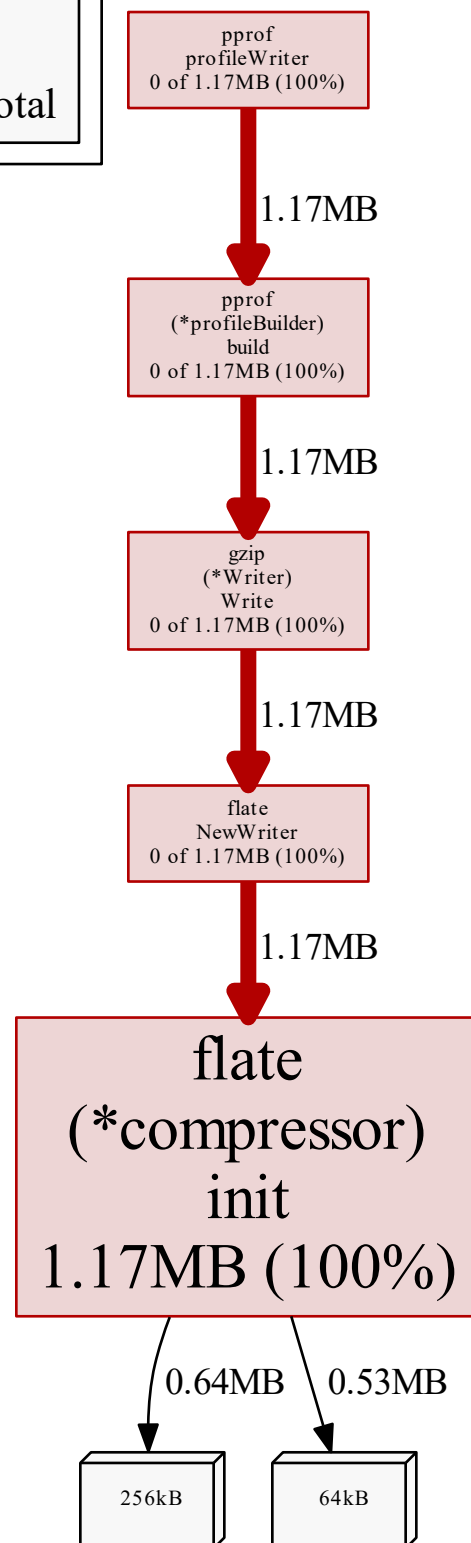 otal
pprof
profileWriter
0 of 1.17MB (100%)
1.17MB
pprof
(*profileBuilder)
build
0 of 1.17MB (100%)
1.17MB
gzip
(*Writer)
Write
0 of 1.17MB (100%)
1.17MB
flate
NewWriter
0 of 1.17MB (100%)
1.17MB
flate
(*compressor)
init
1.17MB (100%)
0.64MB 0.53MB
256kB 64kB